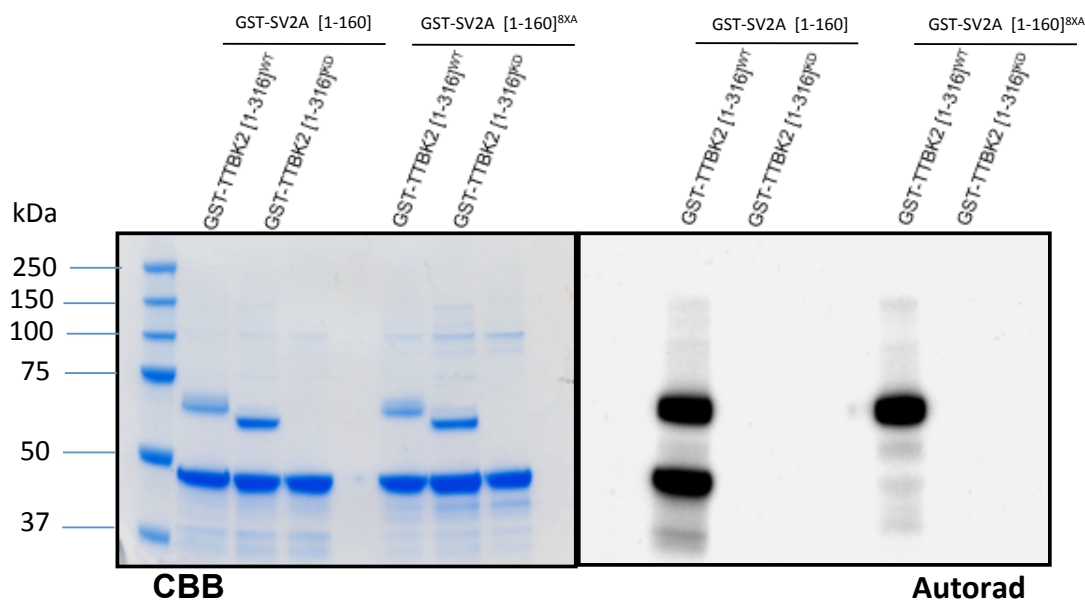 GST-SV2A [1-160]
GST-SV2A [1-160]8XA
GST-SV2A [1-160]
GST-SV2A [1-160]8XA
GST-TTBK2 [1-316]WT
GST-TTBK2 [1-316]KD
GST-TTBK2 [1-316]WT
GST-TTBK2 [1-316]KD
GST-TTBK2 [1-316]WT
GST-TTBK2 [1-316]KD
GST-TTBK2 [1-316]WT
GST-TTBK2 [1-316]KD
kDa
250
150
100
75
50
37
CBB
Autorad